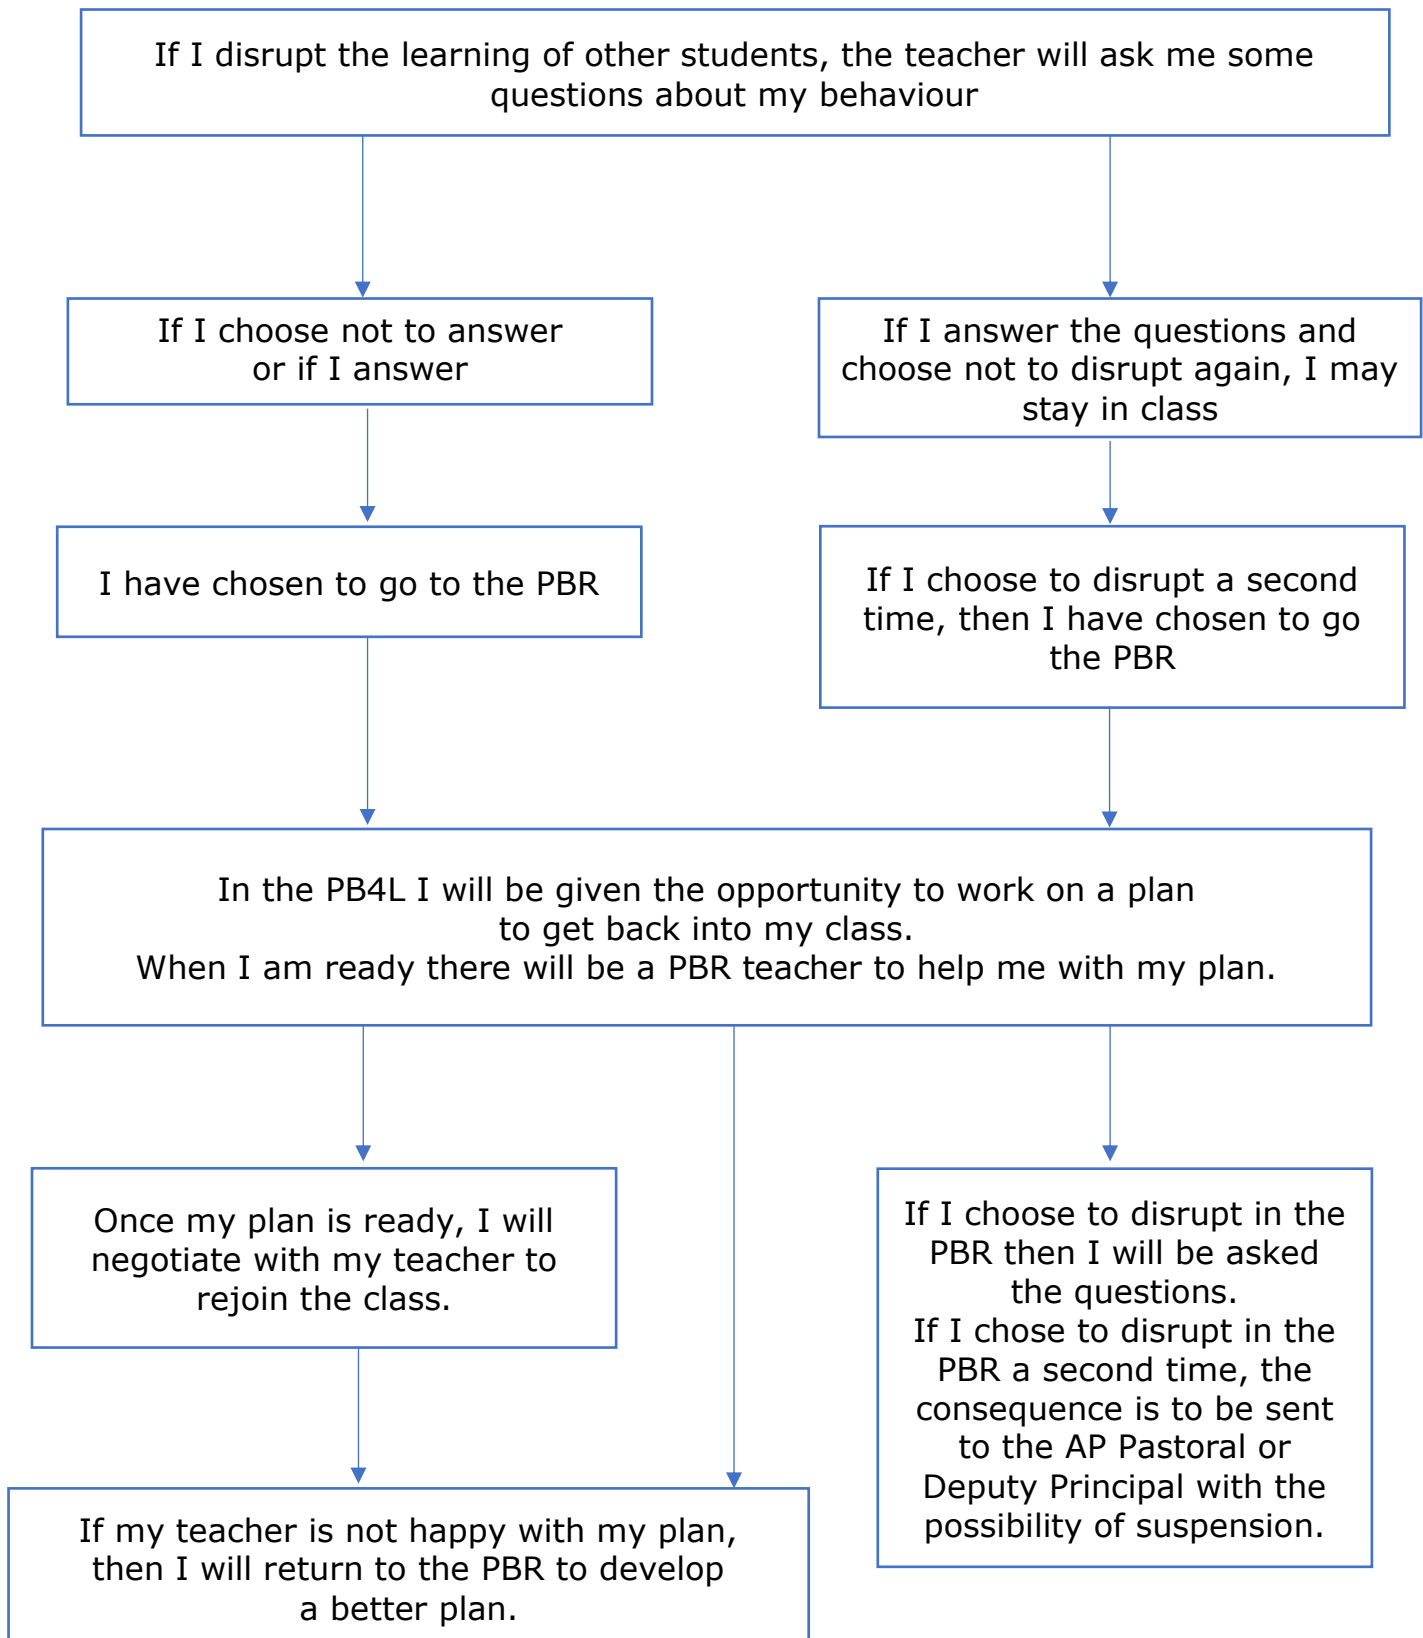 If I disrupt the learning of other students, the teacher will ask me some
questions about my behaviour
If I choose not to answer
or if I answer
If I answer the questions and
choose not to disrupt again, I may
stay in class
I have chosen to go to the PBR
If I choose to disrupt a second
time, then I have chosen to go
the PBR
In the PB4L I will be given the opportunity to work on a plan
to get back into my class.
When I am ready there will be a PBR teacher to help me with my plan.
Once my plan is ready, I will
negotiate with my teacher to
rejoin the class.
If I choose to disrupt in the
PBR then I will be asked
the questions.
If I chose to disrupt in the
PBR a second time, the
consequence is to be sent
to the AP Pastoral or
Deputy Principal with the
possibility of suspension.
If my teacher is not happy with my plan,
then I will return to the PBR to develop
a better plan.